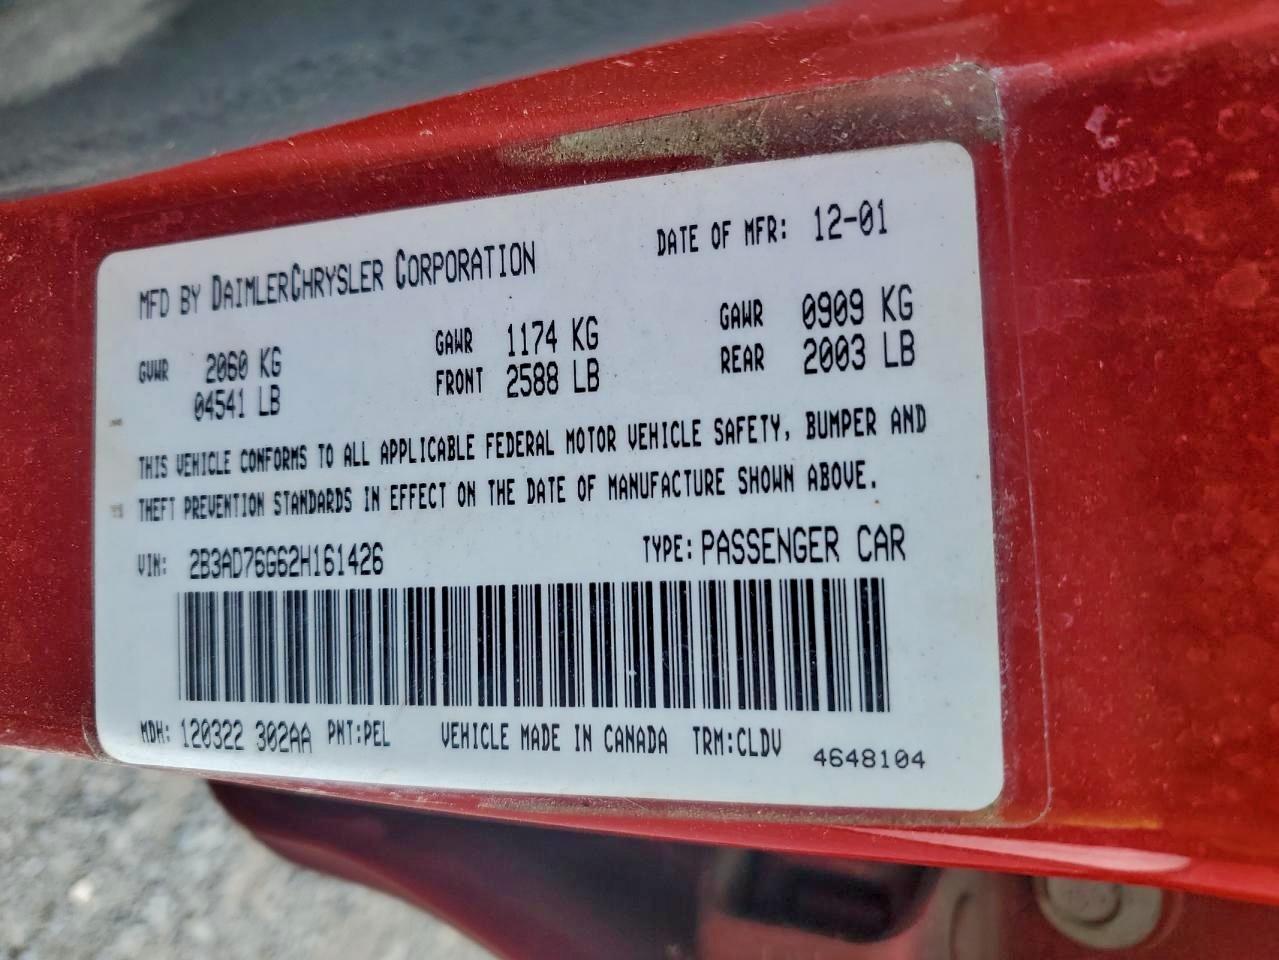 MFD BY DAIMLERCHRYSLER CORPORATION DATE OF MFR: 12-01
GVWR 2060 KG GAWR 1174 KG GAWR 0909 KG
04541 LB FRONT 2588 LB REAR 2003 LB
THIS VEHICLE CONFORMS TO ALL APPLICABLE FEDERAL MOTOR VEHICLE SAFETY, BUMPER AND
THEFT PREVENTION STANDARDS IN EFFECT ON THE DATE OF MANUFACTURE SHOWN ABOVE.
VIN: 2B3AD76G62H161426 TYPE: PASSENGER CAR
MDH: 120322 302AA PNT:PEL VEHICLE MADE IN CANADA TRM:CLDV 4648104